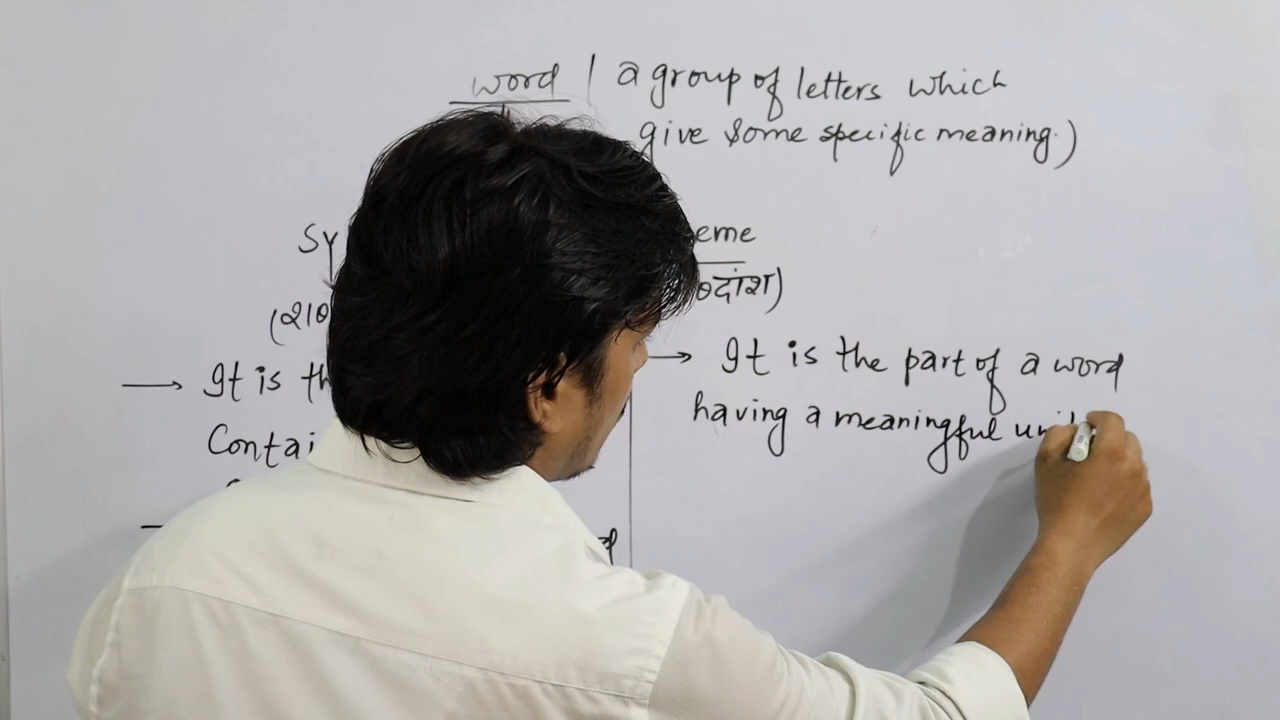 word ( a group of letters which
give some specific meaning.)
Sy eme
(शब ब्दांश)
→ It is th
Contai
→ It is the part of a word
having a meaningful uni